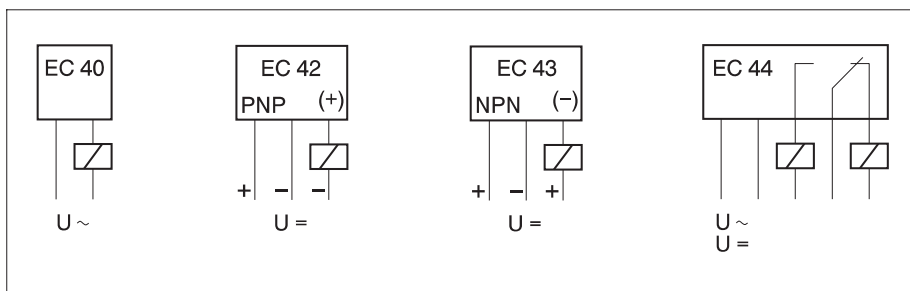 EC 40
U ~
EC 42
PNP (+)
+ – –
U =
EC 43
NPN (–)
+ – +
U =
EC 44
U ~
U =